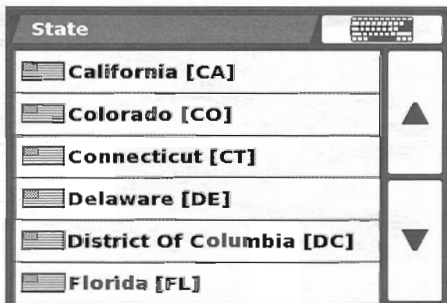 State
California [CA]
Colorado [CO]
Connecticut [CT]
Delaware [DE]
District Of Columbia [DC]
Florida [FL]